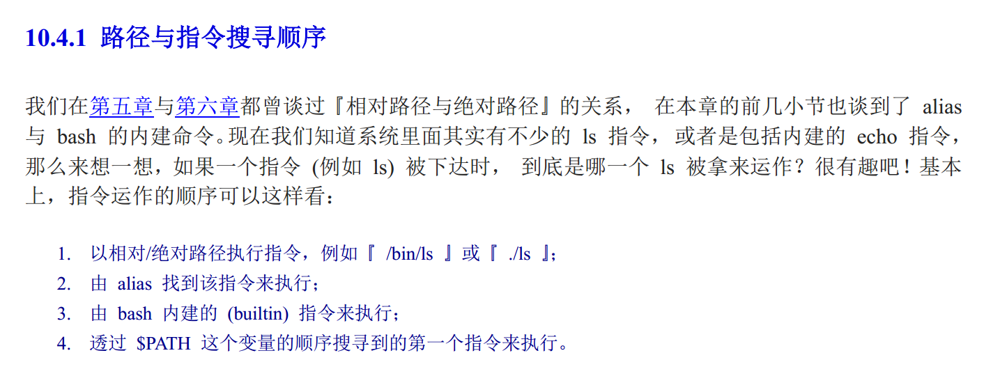 10.4.1 路径与指令搜寻顺序
我们在第五章与第六章都曾谈过『相对路径与绝对路径』的关系， 在本章的前几小节也谈到了 alias
与 bash 的内建命令。现在我们知道系统里面其实有不少的 ls 指令， 或者是包括内建的 echo 指令，
那么来想一想，如果一个指令 (例如 ls) 被下达时， 到底是哪一个 ls 被拿来运作？很有趣吧！基本
上，指令运作的顺序可以这样看：
1. 以相对/绝对路径执行指令，例如『 /bin/ls 』或『 ./ls 』；
2. 由 alias 找到该指令来执行；
3. 由 bash 内建的 (builtin) 指令来执行；
4. 透过 $PATH 这个变量的顺序搜寻到的第一个指令来执行。